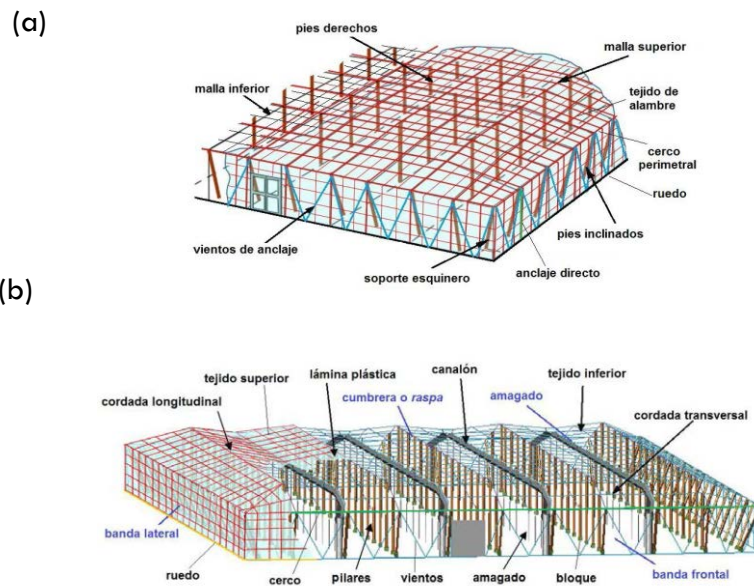 (a)
pies derechos
malla superior
malla inferior
tejido de
alambre
cerco
perimetral
ruedo
pies inclinados
vientos de anclaje
soporte esquinero
anclaje directo
(b)
tejido superior
lámina plástica
canalón
tejido inferior
cordada longitudinal
cumbrera o raspa
amagado
cordada transversal
banda lateral
ruedo
cerco
pilares
vientos
amagado
bloque
banda frontal